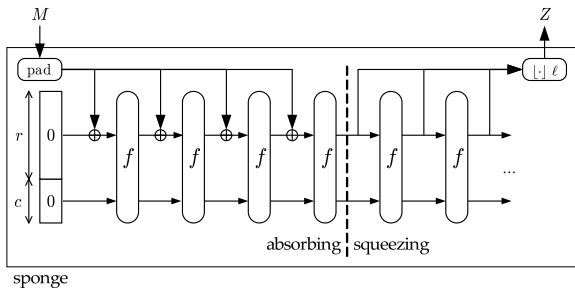 M Z
pad ⌊·⌋ ℓ
r 0 f f f f f f
c 0 ...
absorbing squeezing
sponge